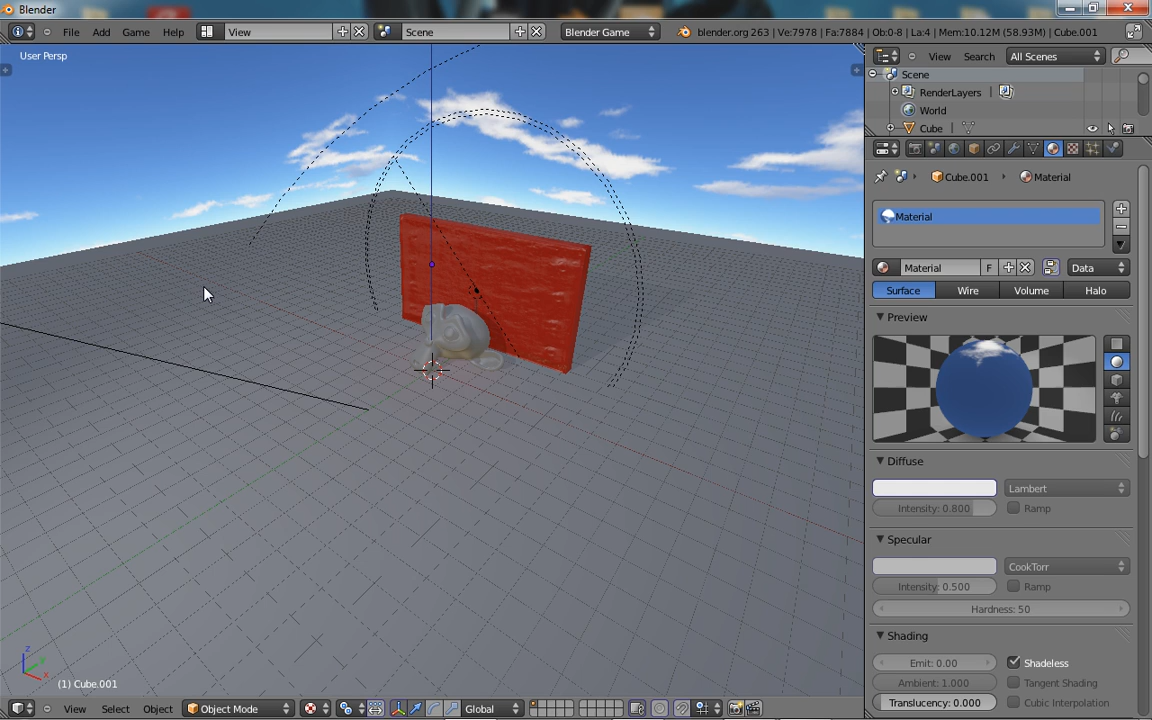 Blender
File Add Game Help View Scene Blender Game blender.org 263 | Ve:7978 | Fa:7884 | Ob:0-8 | La:4 | Mem:10.12M (58.93M) | Cube.001
User Persp
View Search All Scenes
Scene
RenderLayers |
World
Cube |
Cube.001 Material
Material
Material F Data
Surface Wire Volume Halo
Preview
Diffuse
Lambert
Intensity: 0.800 Ramp
Specular
CookTorr
Intensity: 0.500 Ramp
Hardness: 50
Shading
Emit: 0.00 Shadeless
Ambient: 1.000 Tangent Shading
Translucency: 0.000 Cubic Interpolation
z
y
x
(1) Cube.001
View Select Object Object Mode Global